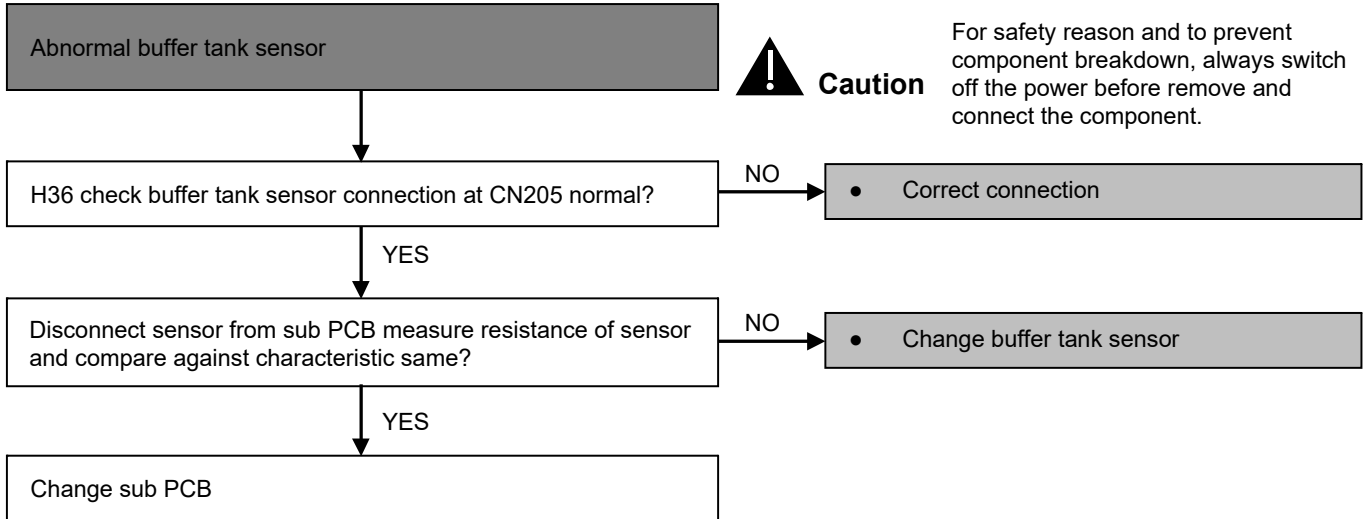 Abnormal buffer tank sensor
Caution
For safety reason and to prevent
component breakdown, always switch
off the power before remove and
connect the component.
H36 check buffer tank sensor connection at CN205 normal?
NO
● Correct connection
YES
Disconnect sensor from sub PCB measure resistance of sensor
and compare against characteristic same?
NO
● Change buffer tank sensor
YES
Change sub PCB